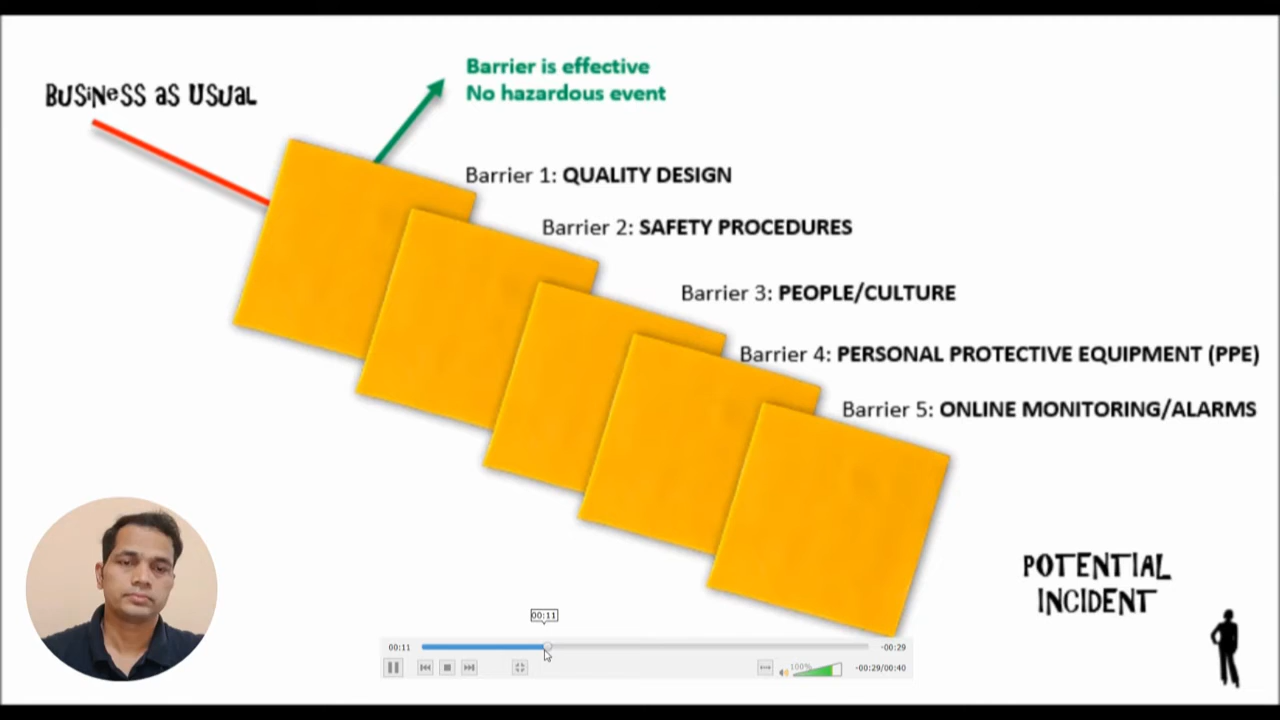 BUSiNeSS aS USUaL
Barrier is effective
No hazardous event
Barrier 1: QUALITY DESIGN
Barrier 2: SAFETY PROCEDURES
Barrier 3: PEOPLE/CULTURE
Barrier 4: PERSONAL PROTECTIVE EQUIPMENT (PPE)
Barrier 5: ONLINE MONITORING/ALARMS
POTENTIAL
INCIDENT
00:11
00:11
-00:29
100%
-00:29/00:40